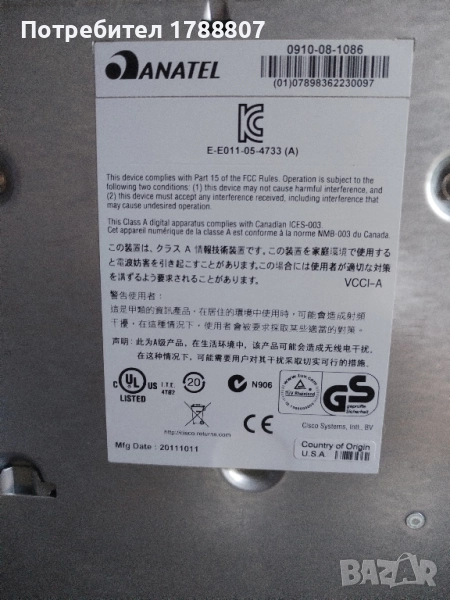 Потребител 1788807
ANATEL
0910-08-1086
(01)07898362230097
E-E011-05-4733 (A)
This device complies with Part 15 of the FCC Rules. Operation is subject to the
following two conditions: (1) this device may not cause harmful interference, and
(2) this device must accept any interference received, including interference that
may cause undesired operation.
This Class A digital apparatus complies with Canadian ICES-003.
Cet appareil numérique de la classe A est conforme à la norme NMB-003 du Canada.
この装置は、クラス A 情報技術装置です。この装置を家庭環境で使用する
と電波妨害を引き起こすことがあります。この場合には使用者が適切な対策
を講ずるよう要求されることがあります。
VCCI-A
警告使用者：
這是甲類的資訊產品，在居住的環境中使用時，可能會造成射頻
干擾，在這種情況下，使用者會被要求採取某些適當的對策。
声明：此为A级产品，在生活环境中，该产品可能会造成无线电干扰，
在这种情况下，可能需要用户对其干扰采取切实可行的措施。
C UL US
LISTED
I.T.E.
20
N906
GS
geprüfte
Sicherheit
CE
Cisco Systems, Intl., BV
http://cisco-returns.com
Mfg Date : 20111011
Country of Origin
U.S.A.
BAZAR